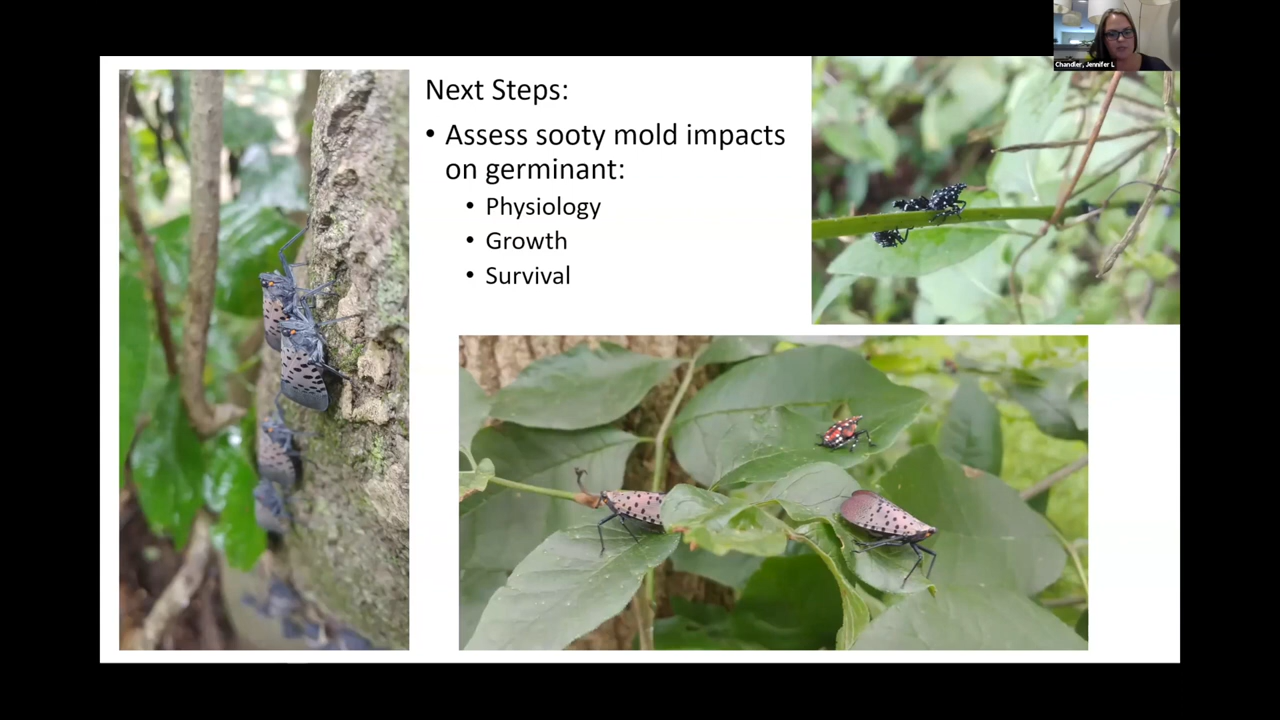 Chandler, Jennifer L
Next Steps:
• Assess sooty mold impacts
on germinant:
• Physiology
• Growth
• Survival